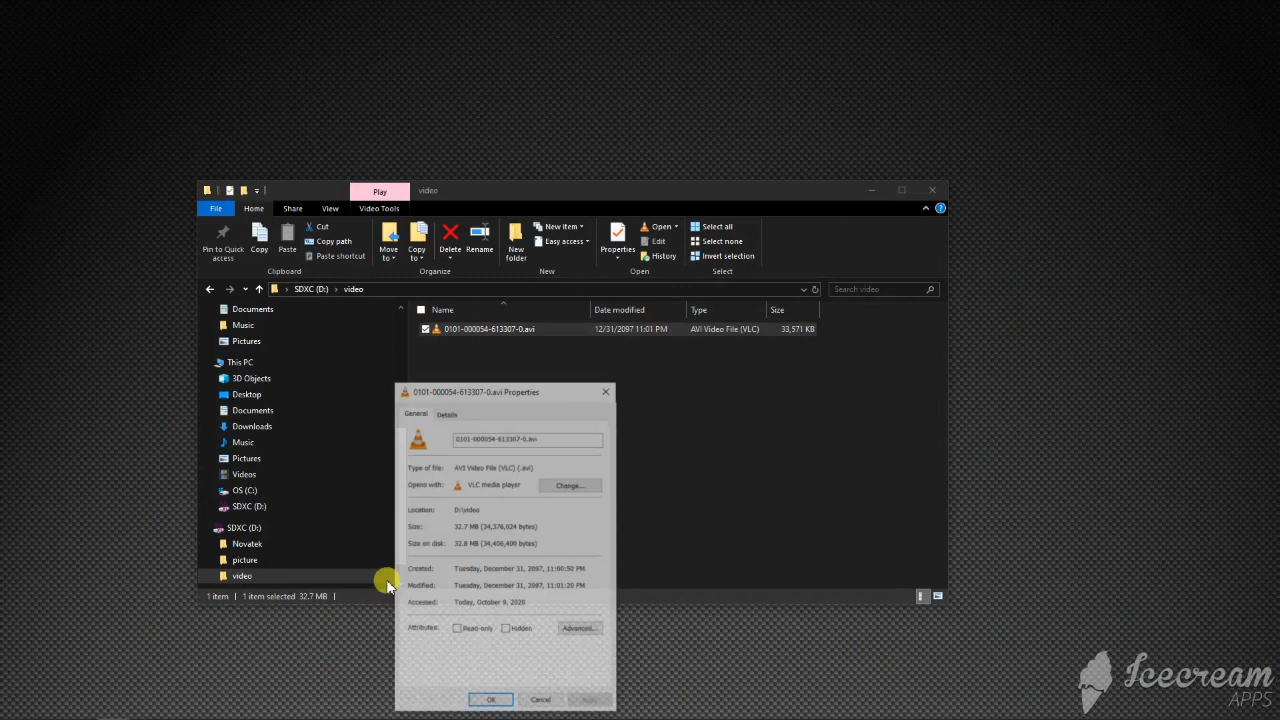 Play
video
File
Home
Share
View
Video Tools
Pin to Quick
access
Copy
Paste
Cut
Copy path
Paste shortcut
Clipboard
Move
to
Copy
to
Delete
Rename
Organize
New
folder
New item
Easy access
New
Properties
Open
Edit
History
Open
Select all
Select none
Invert selection
Select
SDXC (D:) › video
Search video
Documents
Music
Pictures
This PC
3D Objects
Desktop
Documents
Downloads
Music
Pictures
Videos
OS (C:)
SDXC (D:)
SDXC (D:)
Novatek
picture
video
Name
Date modified
Type
Size
0101-000054-613307-0.avi
12/31/2097 11:01 PM
AVI Video File (VLC)
33,571 KB
0101-000054-613307-0.avi Properties
General
Details
0101-000054-613307-0.avi
Type of file: AVI Video File (VLC) (.avi)
Opens with: VLC media player
Change...
Location: D:\video
Size: 32.7 MB (34,376,024 bytes)
Size on disk: 32.8 MB (34,406,400 bytes)
Created: Tuesday, December 31, 2097, 11:00:50 PM
Modified: Tuesday, December 31, 2097, 11:01:20 PM
Accessed: Today, October 9, 2020
Attributes: Read-only Hidden
Advanced...
OK
Cancel
1 item
1 item selected 32.7 MB
Icecream
APPS